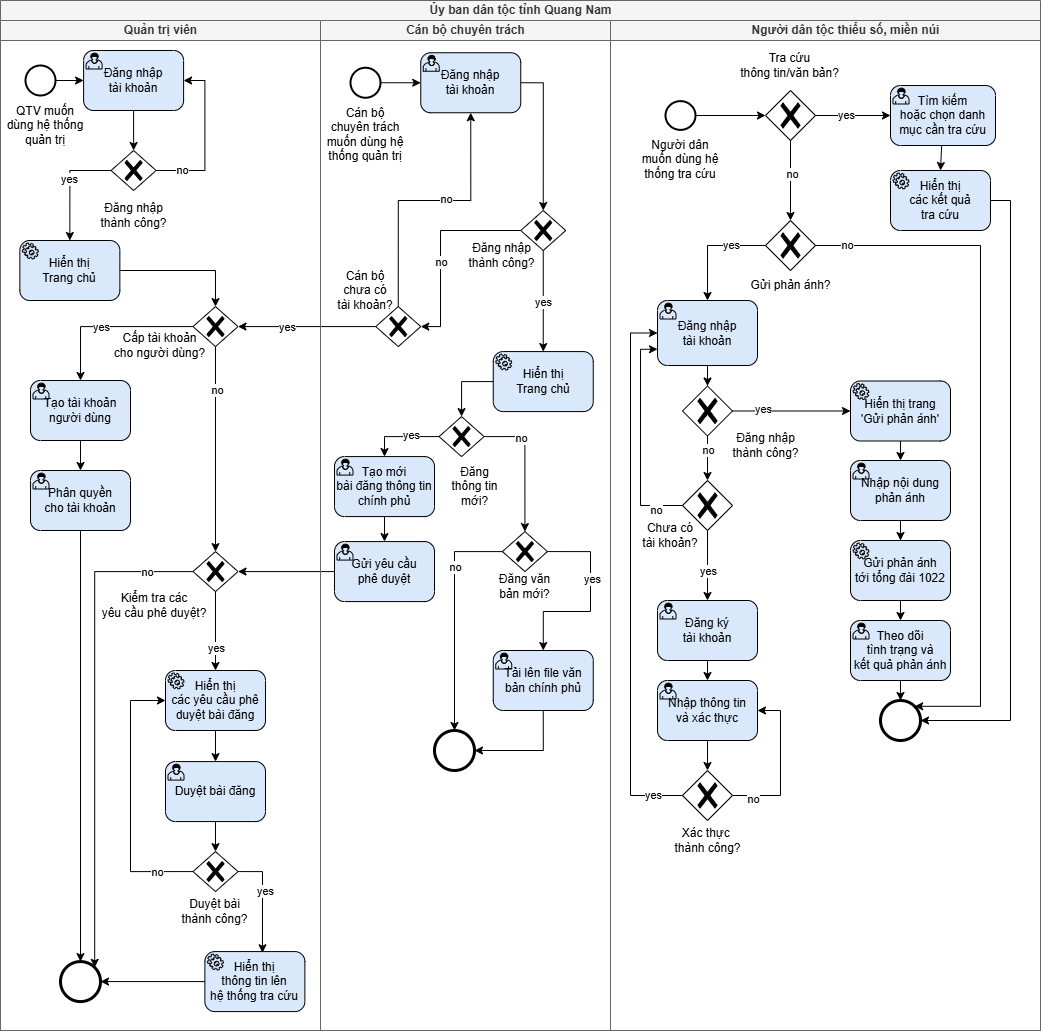 Ủy ban dân tộc tỉnh Quang Nam
Quản trị viên
Cán bộ chuyên trách
Người dân tộc thiểu số, miền núi
Đăng nhập
tài khoản
QTV muốn
dùng hệ thống
quản trị
yes
no
Đăng nhập
thành công?
Hiển thị
Trang chủ
Cấp tài khoản
cho người dùng?
yes
no
Tạo tài khoản
người dùng
Phân quyền
cho tài khoản
no
Kiểm tra các
yêu cầu phê duyệt?
yes
Hiển thị
các yêu cầu phê
duyệt bài đăng
Duyệt bài đăng
no
yes
Duyệt bài
thành công?
Hiển thị
thông tin lên
hệ thống tra cứu
Đăng nhập
tài khoản
Cán bộ
chuyên trách
muốn dùng hệ
thống quản trị
no
Đăng nhập
thành công?
no
Cán bộ
chưa có
tài khoản?
yes
yes
Hiển thị
Trang chủ
yes
no
Đăng
thông tin
mới?
Tạo mới
bài đăng thông tin
chính phủ
Gửi yêu cầu
phê duyệt
no
Đăng văn
bản mới?
yes
Tải lên file văn
bản chính phủ
Tra cứu
thông tin/văn bản?
Người dân
muốn dùng hệ
thống tra cứu
yes
Tìm kiếm
hoặc chọn danh
mục cần tra cứu
no
Hiển thị
các kết quả
tra cứu
yes
no
Gửi phản ánh?
Đăng nhập
tài khoản
yes
Đăng nhập
thành công?
no
Hiển thị trang
'Gửi phản ánh'
Nhập nội dung
phản ánh
no
Chưa có
tài khoản?
yes
Gửi phản ánh
tới tổng đài 1022
Đăng ký
tài khoản
Theo dõi
tình trạng và
kết quả phản ánh
Nhập thông tin
và xác thực
yes
no
Xác thực
thành công?